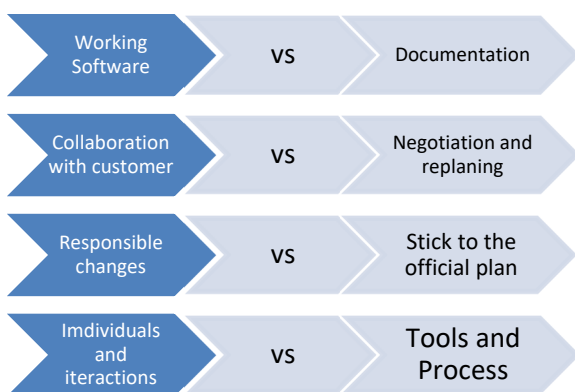 Working
Software
vs
Documentation
Collaboration
with customer
vs
Negotiation and
replaning
Responsible
changes
vs
Stick to the
official plan
Imdividuals
and
iteractions
vs
Tools and
Process